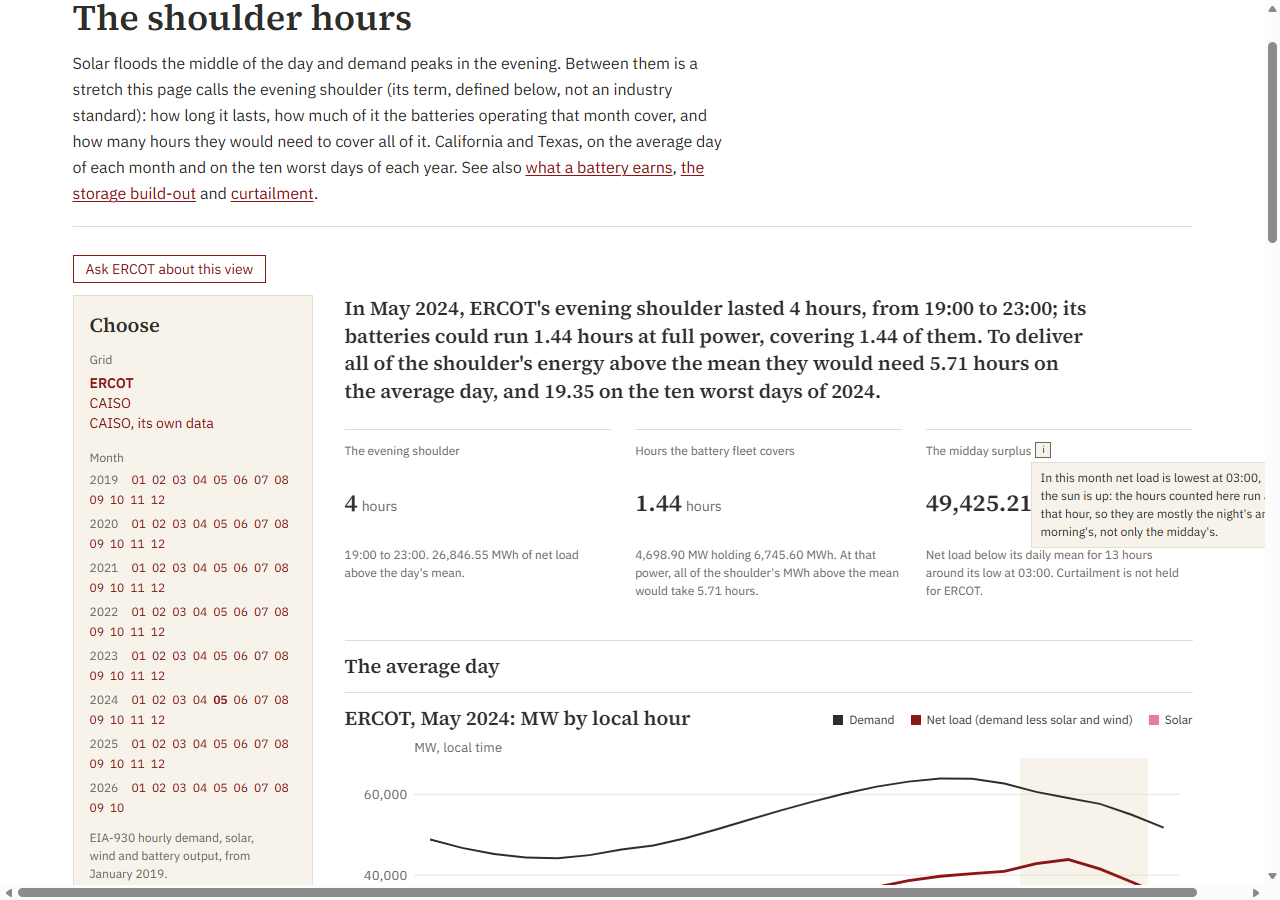 The shoulder hours
Solar floods the middle of the day and demand peaks in the evening. Between them is a
stretch this page calls the evening shoulder (its term, defined below, not an industry
standard): how long it lasts, how much of it the batteries operating that month cover, and
how many hours they would need to cover all of it. California and Texas, on the average day
of each month and on the ten worst days of each year. See also what a battery earns, the
storage build-out and curtailment.
Ask ERCOT about this view
Choose
Grid
ERCOT
CAISO
CAISO, its own data
Month
2019 01 02 03 04 05 06 07 08
09 10 11 12
2020 01 02 03 04 05 06 07 08
09 10 11 12
2021 01 02 03 04 05 06 07 08
09 10 11 12
2022 01 02 03 04 05 06 07 08
09 10 11 12
2023 01 02 03 04 05 06 07 08
09 10 11 12
2024 01 02 03 04 05 06 07 08
09 10 11 12
2025 01 02 03 04 05 06 07 08
09 10 11 12
2026 01 02 03 04 05 06 07 08
09 10
EIA-930 hourly demand, solar,
wind and battery output, from
January 2019.
In May 2024, ERCOT's evening shoulder lasted 4 hours, from 19:00 to 23:00; its
batteries could run 1.44 hours at full power, covering 1.44 of them. To deliver
all of the shoulder's energy above the mean they would need 5.71 hours on
the average day, and 19.35 on the ten worst days of 2024.
The evening shoulder
4 hours
19:00 to 23:00. 26,846.55 MWh of net load
above the day's mean.
Hours the battery fleet covers
1.44 hours
4,698.90 MW holding 6,745.60 MWh. At that
power, all of the shoulder's MWh above the mean
would take 5.71 hours.
The midday surplus i
49,425.21
In this month net load is lowest at 03:00,
the sun is up: the hours counted here run
that hour, so they are mostly the night's
morning's, not only the midday's.
Net load below its daily mean for 13 hours
around its low at 03:00. Curtailment is not held
for ERCOT.
The average day
ERCOT, May 2024: MW by local hour
Demand Net load (demand less solar and wind) Solar
MW, local time
60,000
40,000